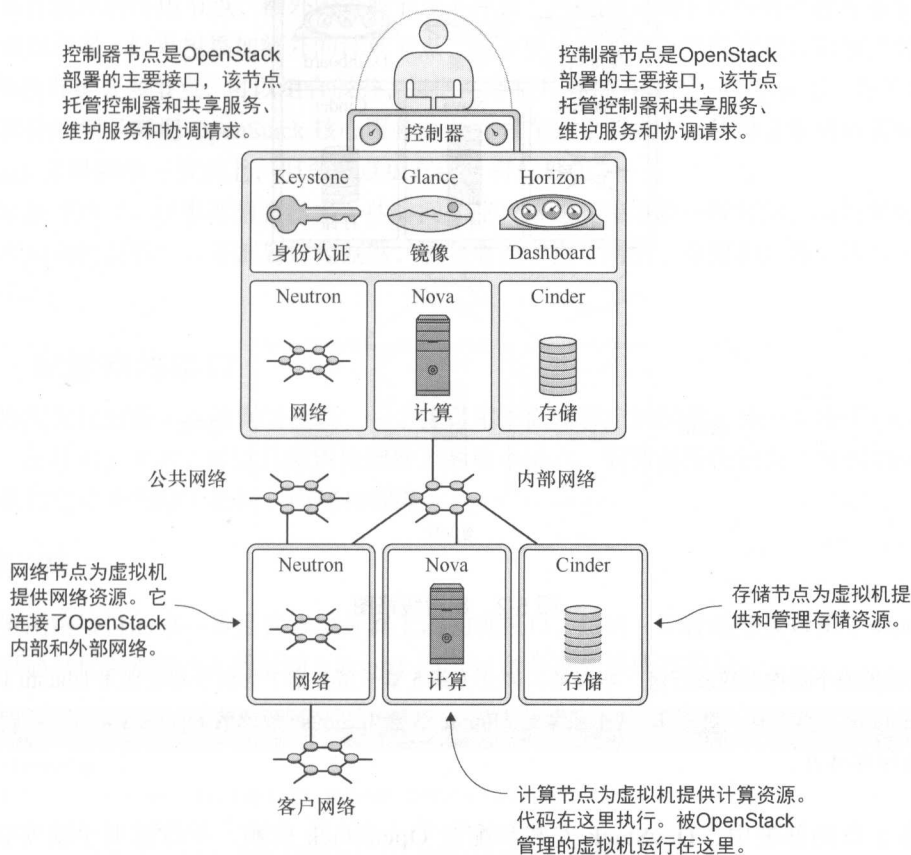 控制器节点是OpenStack
部署的主要接口，该节点
托管控制器和共享服务、
维护服务和协调请求。
控制器节点是OpenStack
部署的主要接口，该节点
托管控制器和共享服务、
维护服务和协调请求。
控制器
Keystone
Glance
Horizon
身份认证
镜像
Dashboard
Neutron
Nova
Cinder
网络
计算
存储
公共网络
内部网络
Neutron
Nova
Cinder
网络
计算
存储
网络节点为虚拟机
提供网络资源。它
连接了OpenStack
内部和外部网络。
存储节点为虚拟机提
供和管理存储资源。
客户网络
计算节点为虚拟机提供计算资源。
代码在这里执行。被OpenStack
管理的虚拟机运行在这里。